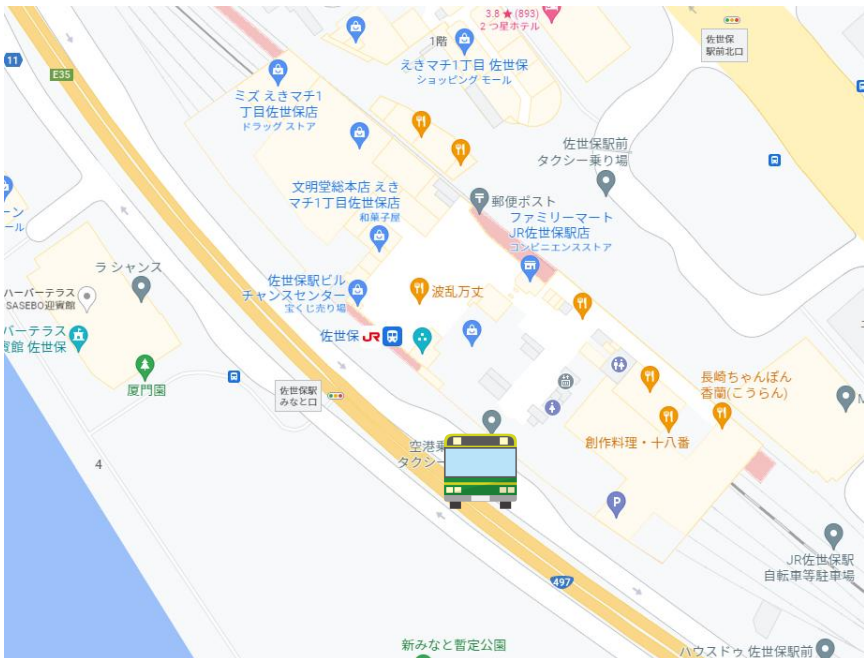 3.8 ★ (893)
2 つ星ホテル
1階
えきマチ1丁目 佐世保
ショッピング モール
佐世保
駅前北口
11
E35
ミズ えきマチ1
丁目佐世保店
ドラッグ ストア
佐世保駅前
タクシー乗り場
文明堂総本店 えき
マチ1丁目佐世保店
和菓子屋
郵便ポスト
ファミリーマート
JR佐世保駅店
コンビニエンスストア
ーン
ール
ラ シャンス
佐世保駅ビル
チャンスセンター
宝くじ売り場
波乱万丈
ハーバーテラス
SASEBO迎賓館
佐世保 JR
バーテラス
賓館 佐世保
厦門園
佐世保駅
みなと口
長崎ちゃんぽん
香蘭(こうらん)
M
創作料理・十八番
空港乗
タクシー
4
P
JR佐世保駅
自転車等駐車場
497
新みなと暫定公園
ハウスドゥ 佐世保駅前